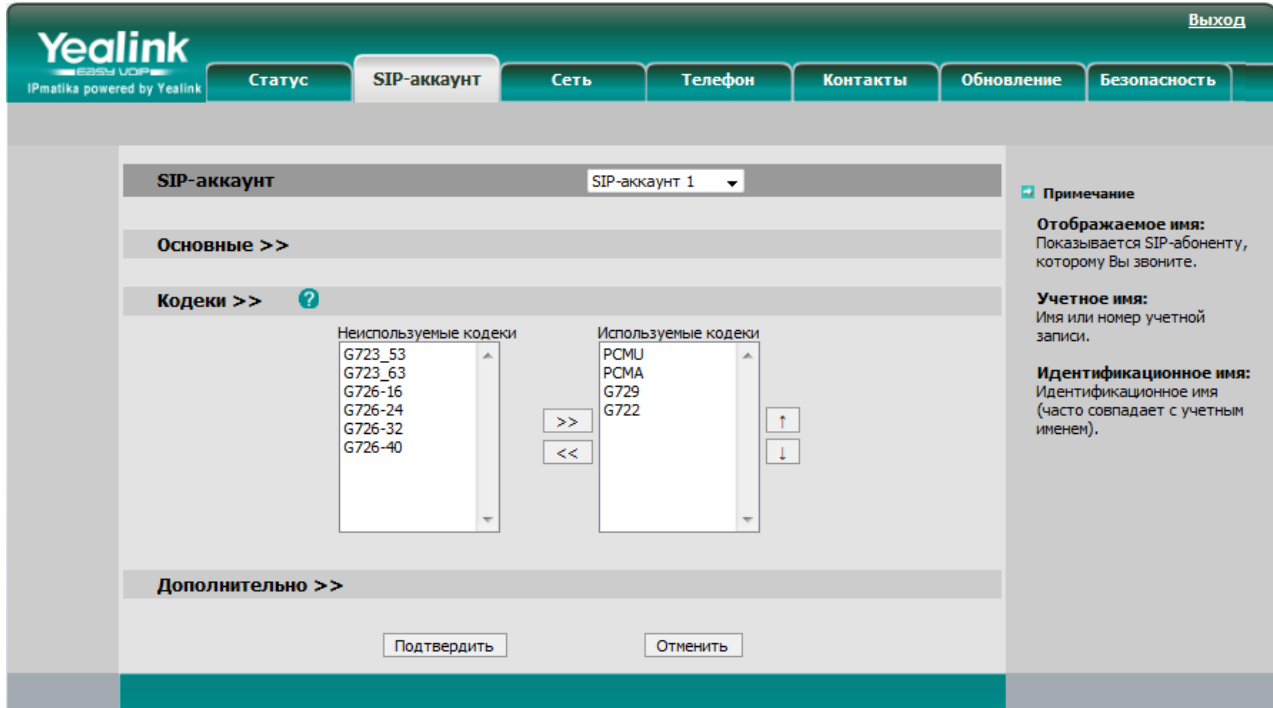 Выход
Yealink
EASY VOIP
IPmatika powered by Yealink
Статус
SIP-аккаунт
Сеть
Телефон
Контакты
Обновление
Безопасность
SIP-аккаунт
SIP-аккаунт 1
Основные >>
Кодеки >>
?
Неиспользуемые кодеки
G723_53
G723_63
G726-16
G726-24
G726-32
G726-40
>>
<<
Используемые кодеки
PCMU
PCMA
G729
G722
↑
↓
Дополнительно >>
Подтвердить
Отменить
Примечание
Отображаемое имя:
Показывается SIP-абоненту,
которому Вы звоните.
Учетное имя:
Имя или номер учетной
записи.
Идентификационное имя:
Идентификационное имя
(часто совпадает с учетным
именем).